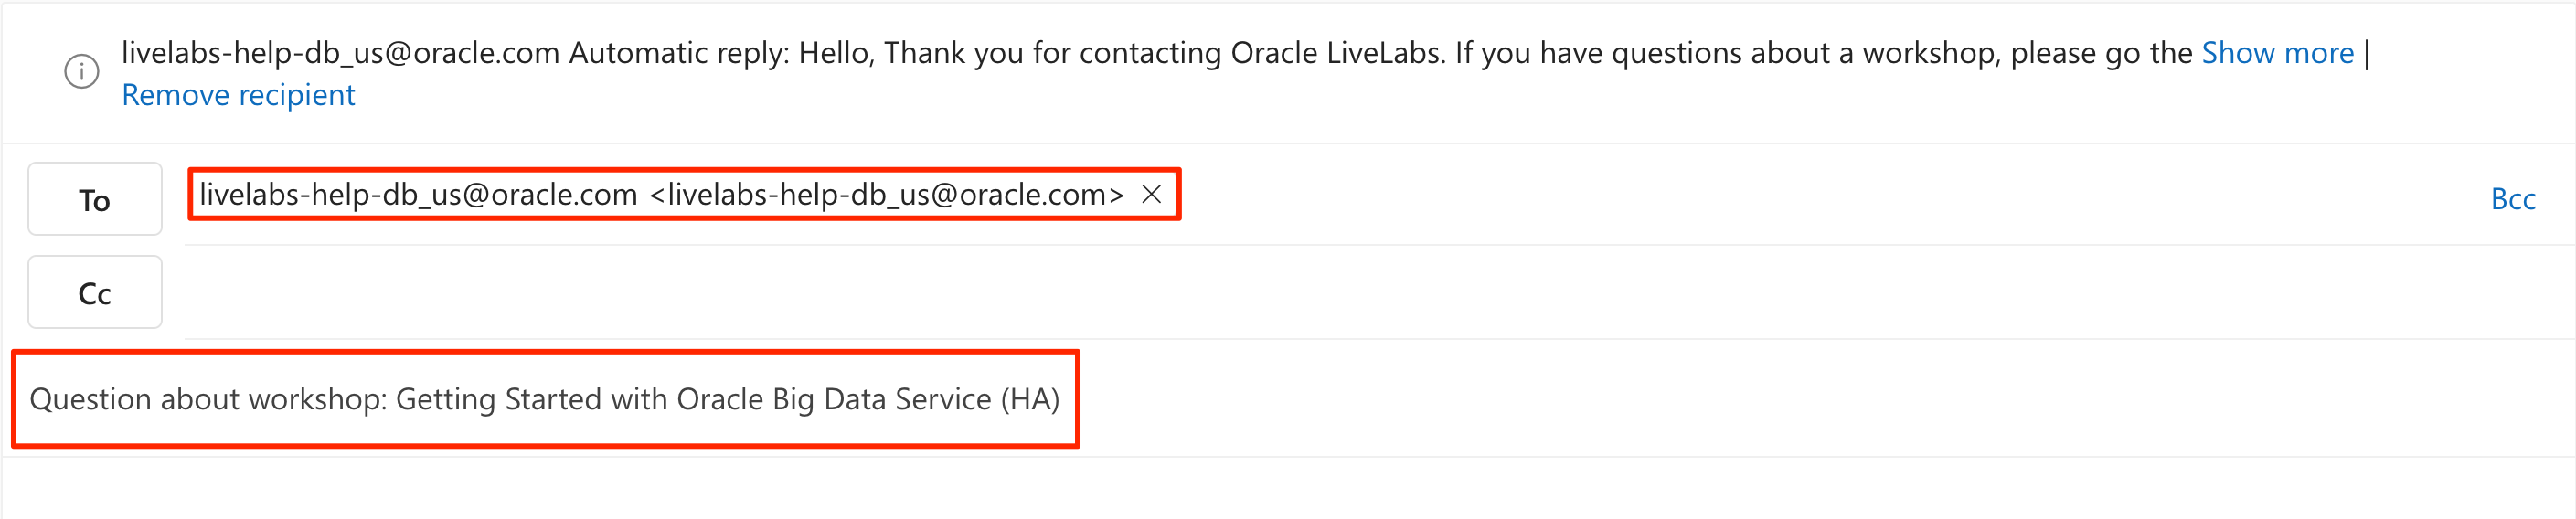 livelabs-help-db_us@oracle.com Automatic reply: Hello, Thank you for contacting Oracle LiveLabs. If you have questions about a workshop, please go the Show more |
Remove recipient
To livelabs-help-db_us@oracle.com <livelabs-help-db_us@oracle.com> × Bcc
Cc
Question about workshop: Getting Started with Oracle Big Data Service (HA)